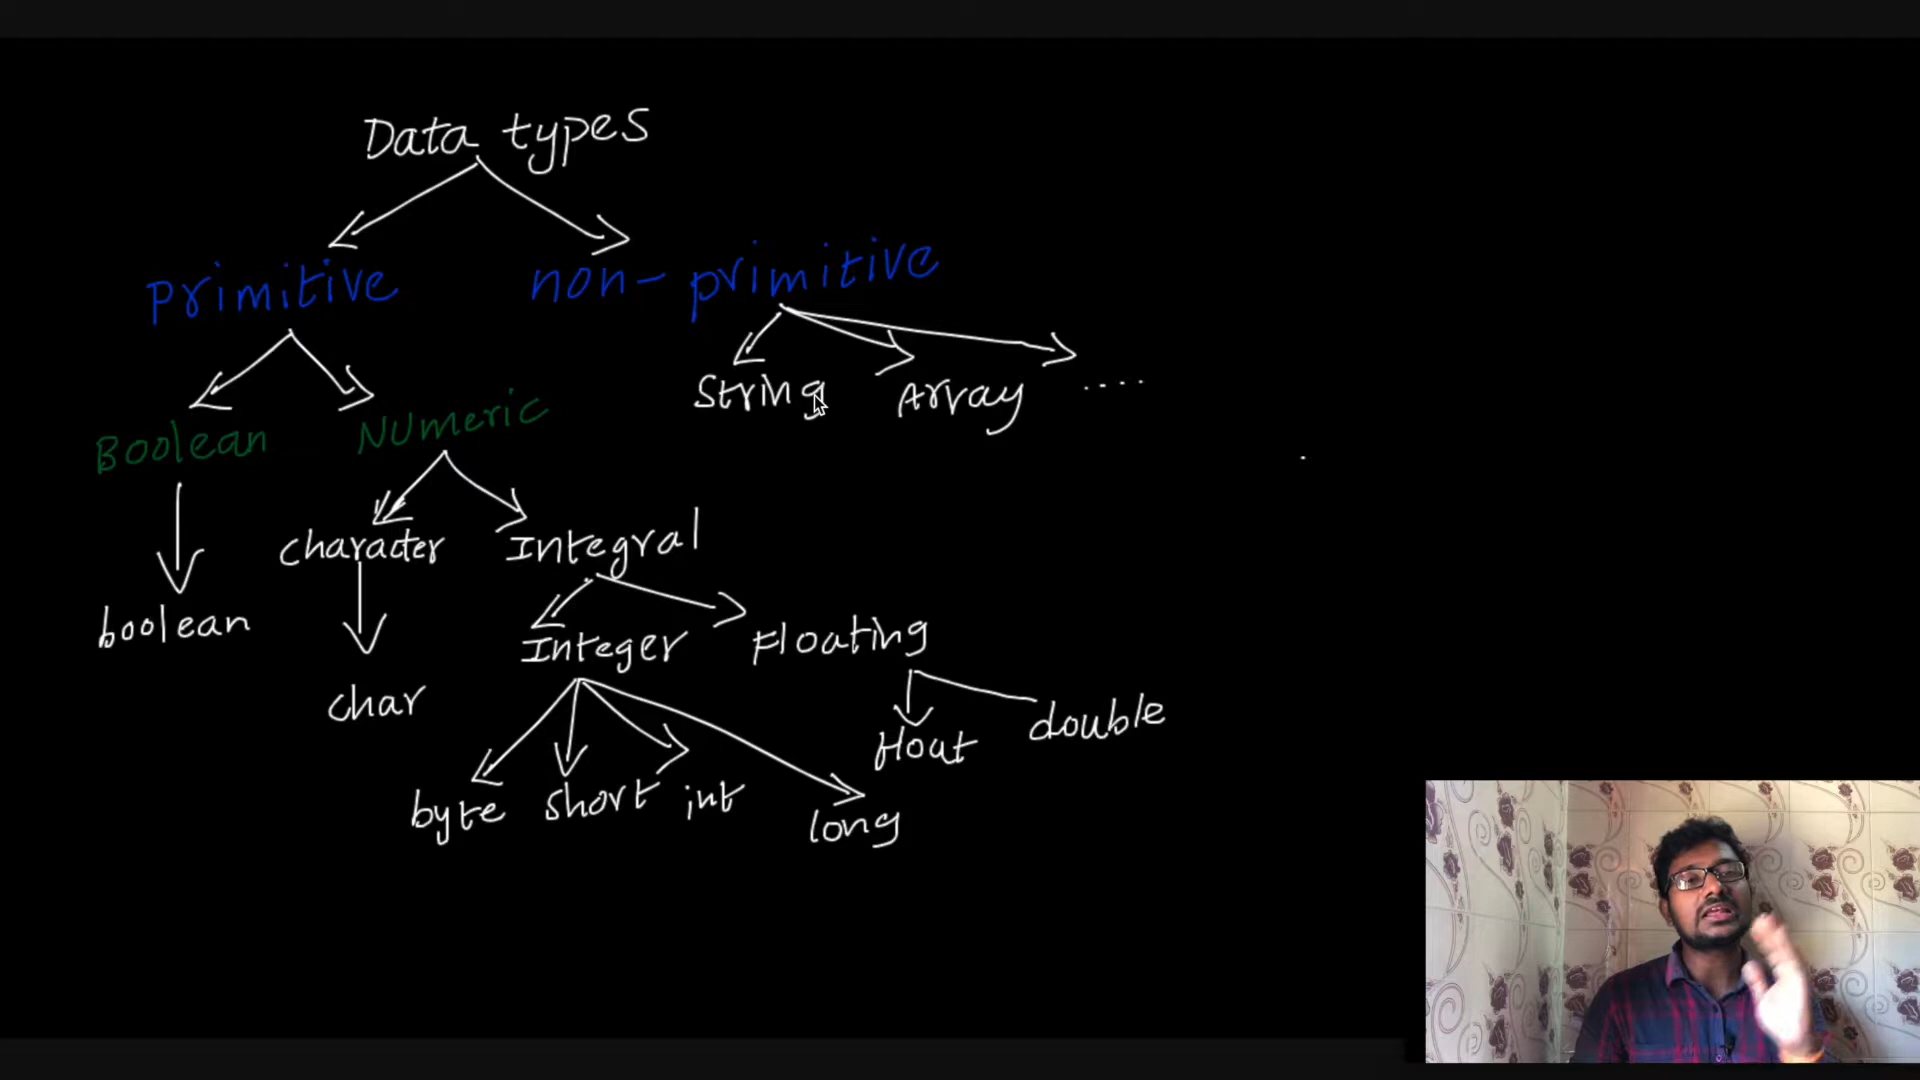 Data types
Primitive non-primitive
String Array ....
Boolean Numeric
character Integral
boolean Integer Floating
char float double
byte short int long